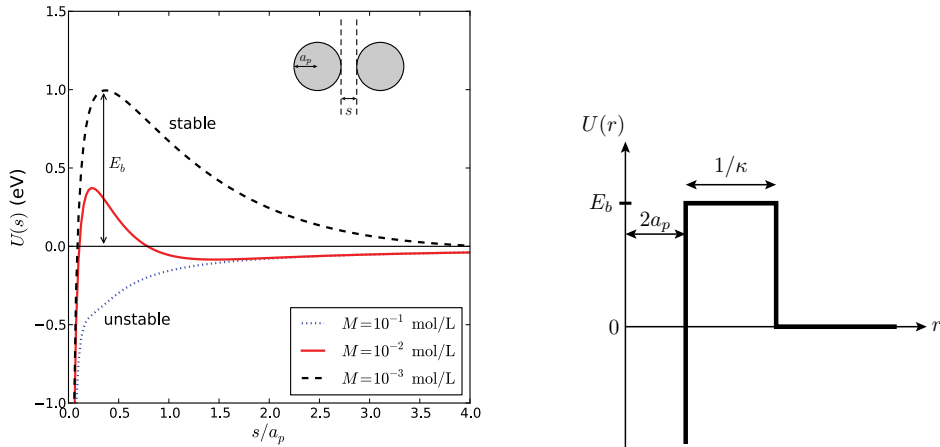 1.0
0.5
0.0
−0.5
−1.0
U(s) (eV)
0.0 0.5 1.0 1.5 2.0 2.5 3.0 3.5 4.0
s/a_p
a_p
s
stable
E_b
unstable
M=10⁻¹ mol/L
M=10⁻² mol/L
M=10⁻³ mol/L
U(r)
1/κ
E_b
2a_p
0
r